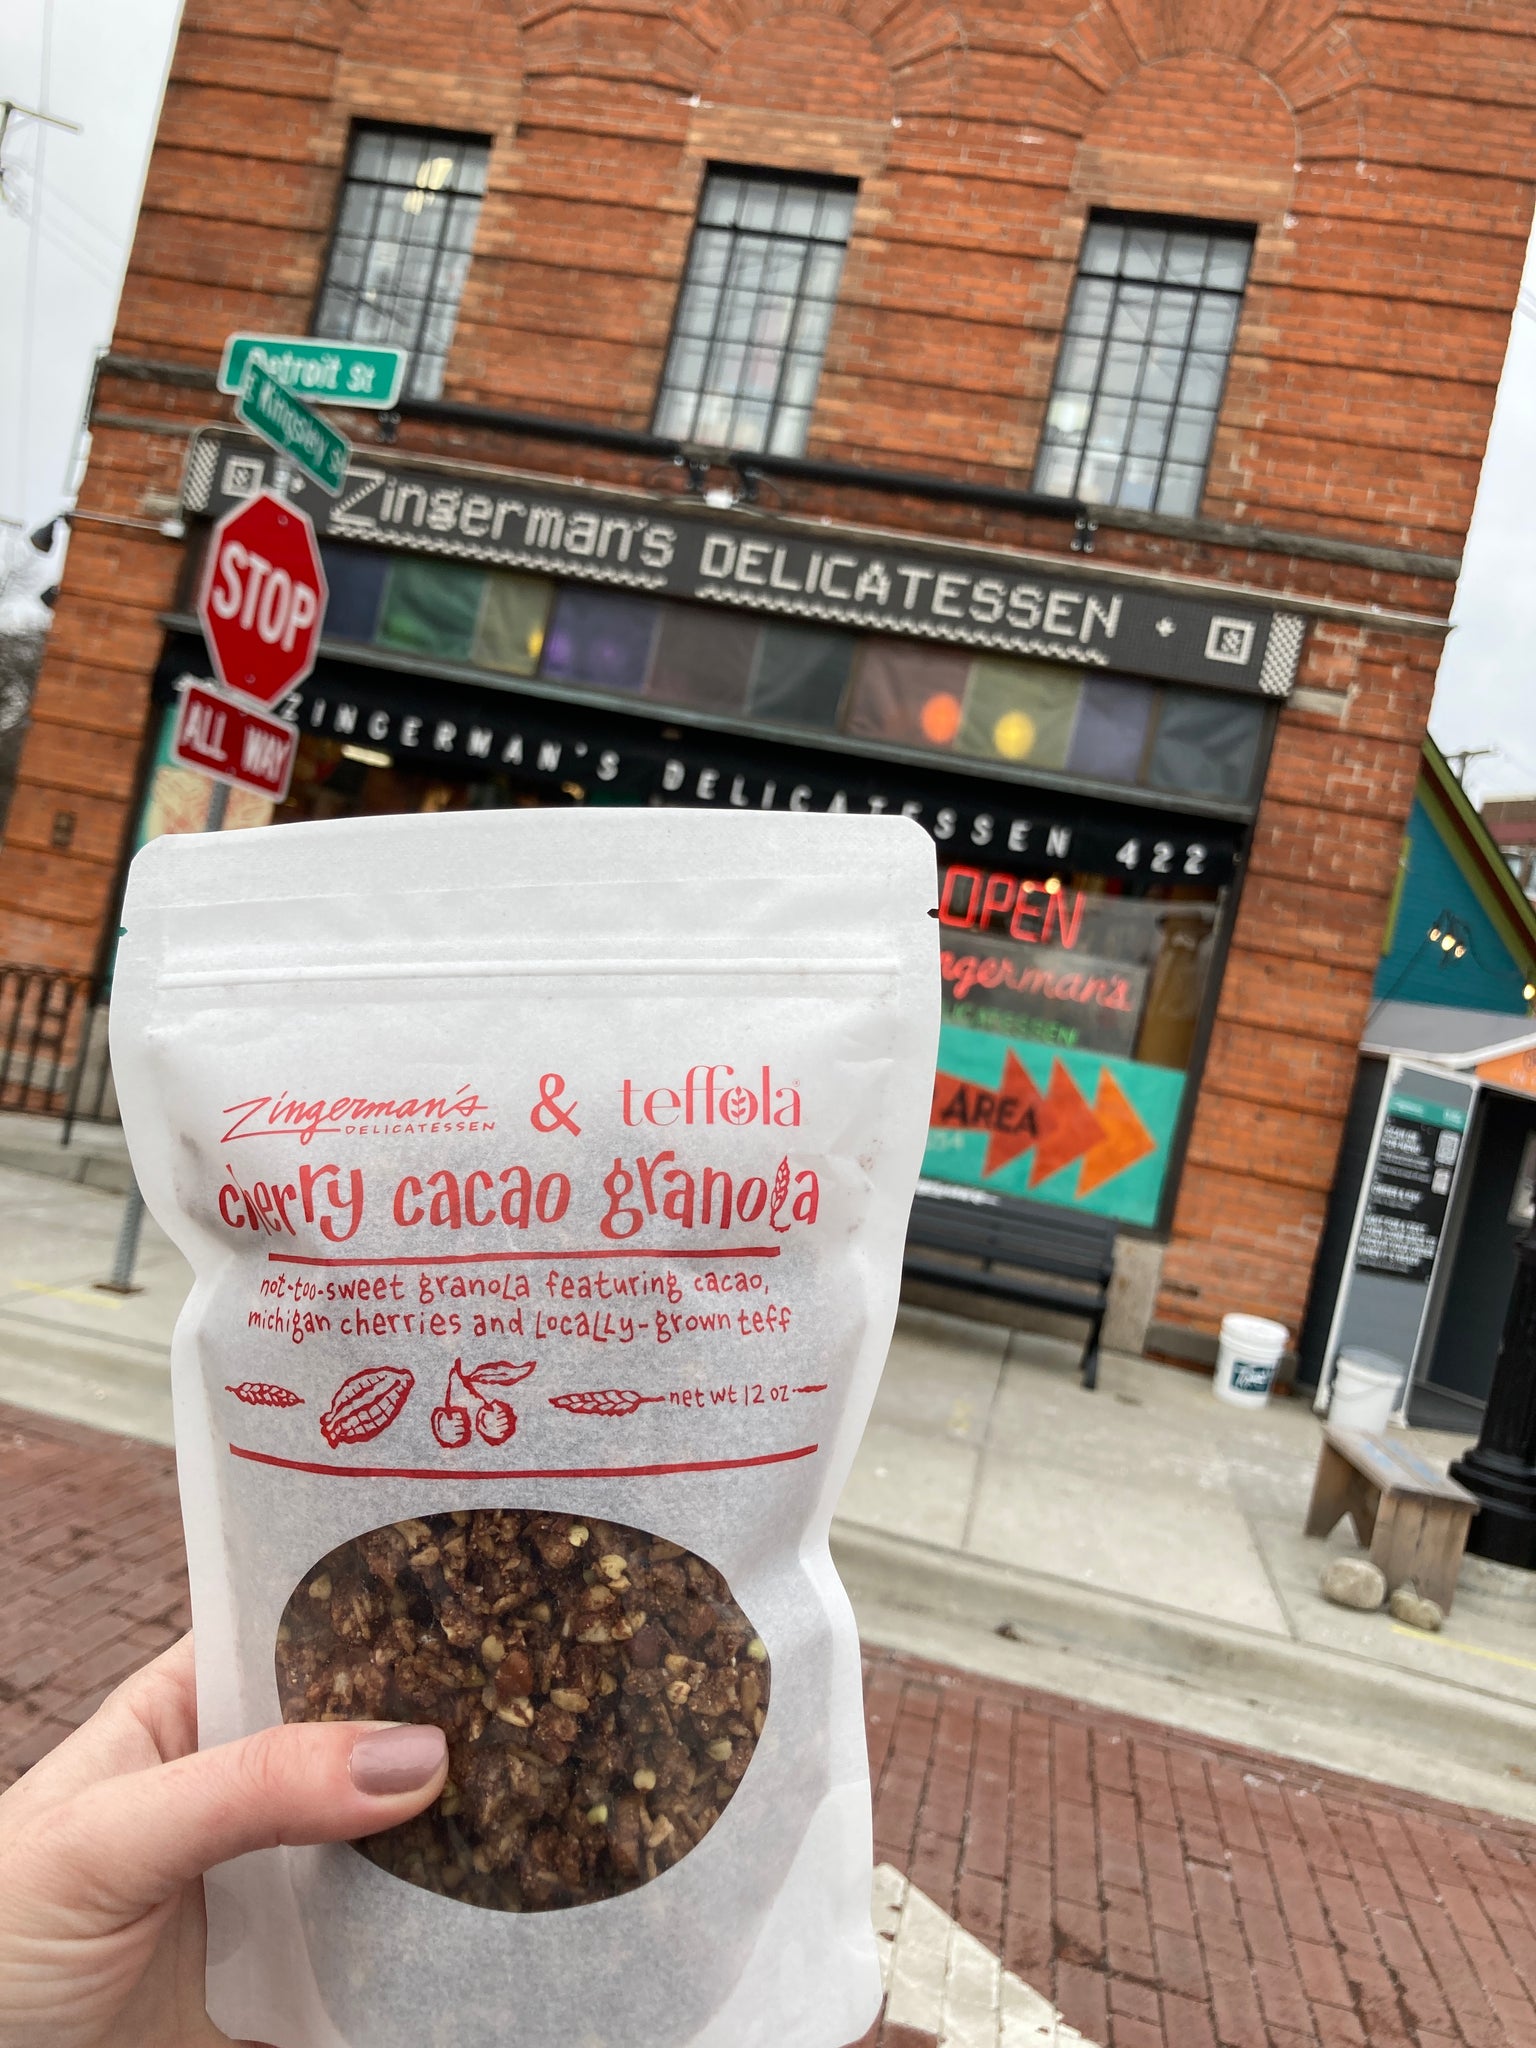 Detroit St
E Kingsley St
STOP
ALL WAY
Zingerman's DELICATESSEN
ZINGERMAN'S DELICATESSEN 422
OPEN
AREA
Zingerman's & teffola
DELICATESSEN
cherry cacao granola
not-too-sweet granola featuring cacao,
michigan cherries and locally-grown teff
net wt 12 oz